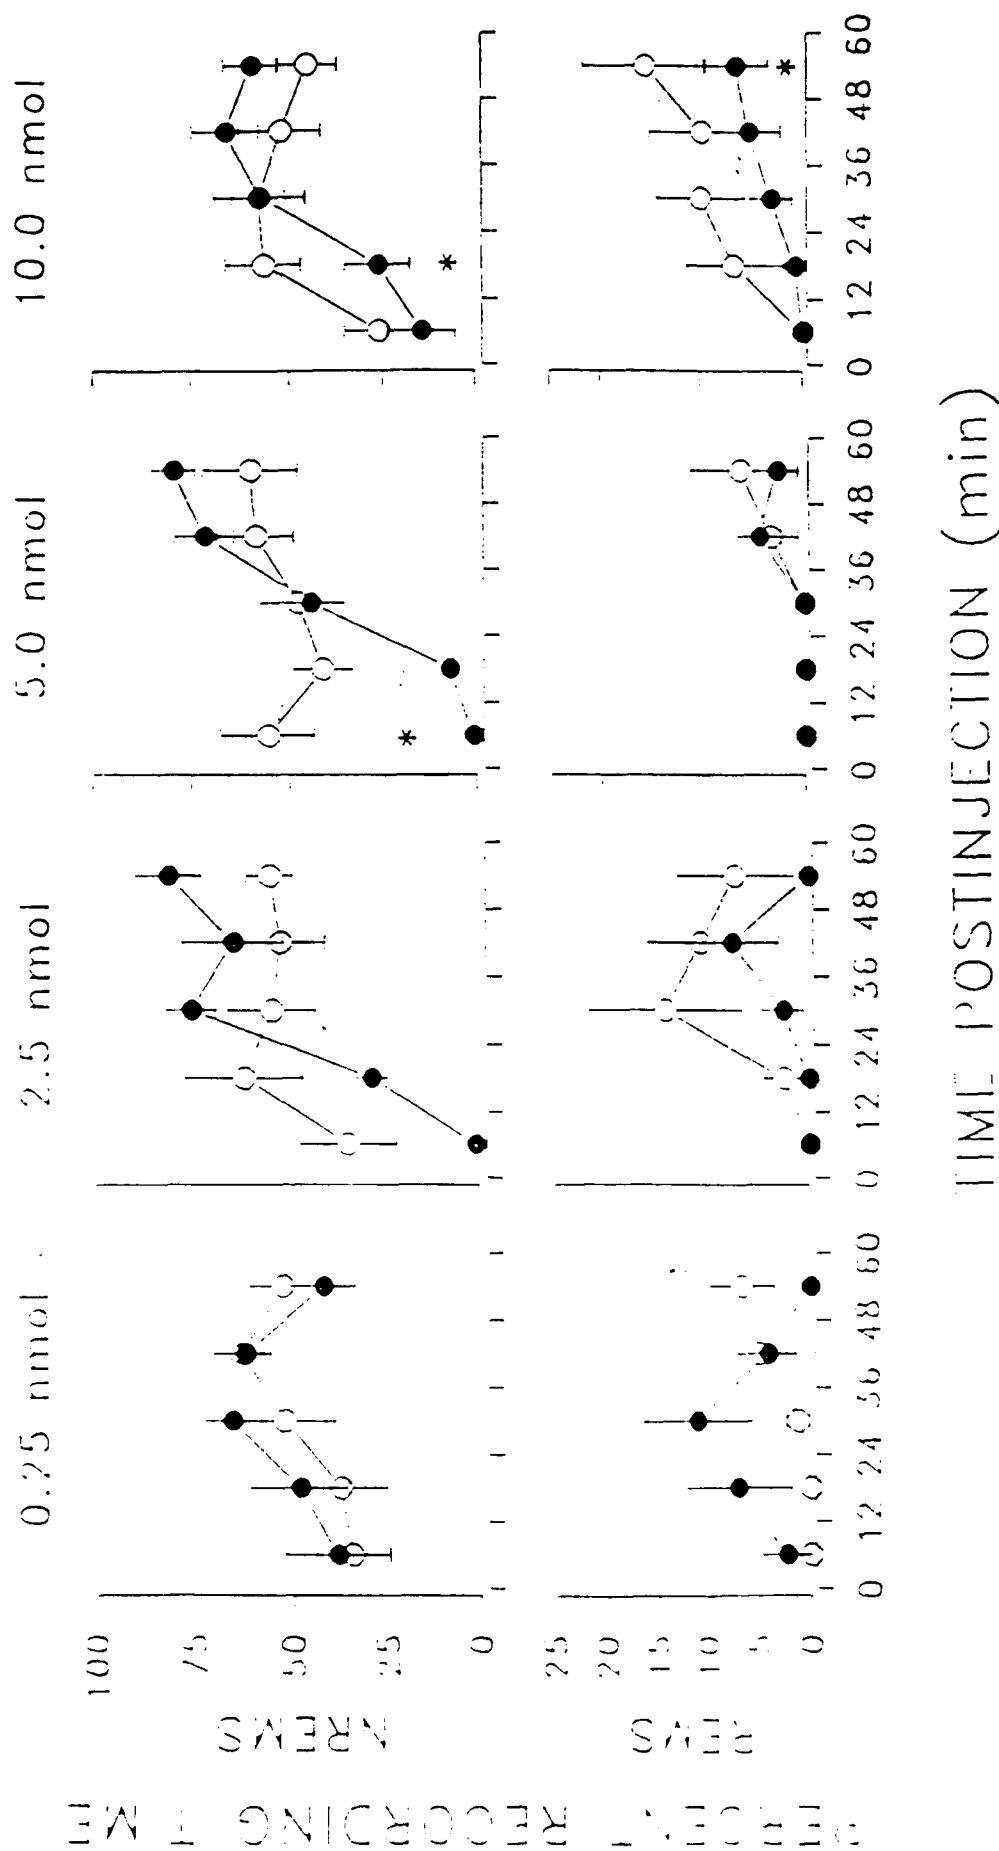 0.25 nmol 2.5 nmol 5.0 nmol 10.0 nmol
PERCENT RECORDING TIME
NREMS
100
75
50
25
0
*
*
REMS
25
20
15
10
5
0
*
0 12 24 36 48 60 0 12 24 36 48 60 0 12 24 36 48 60 0 12 24 36 48 60
TIME POSTINJECTION (min)